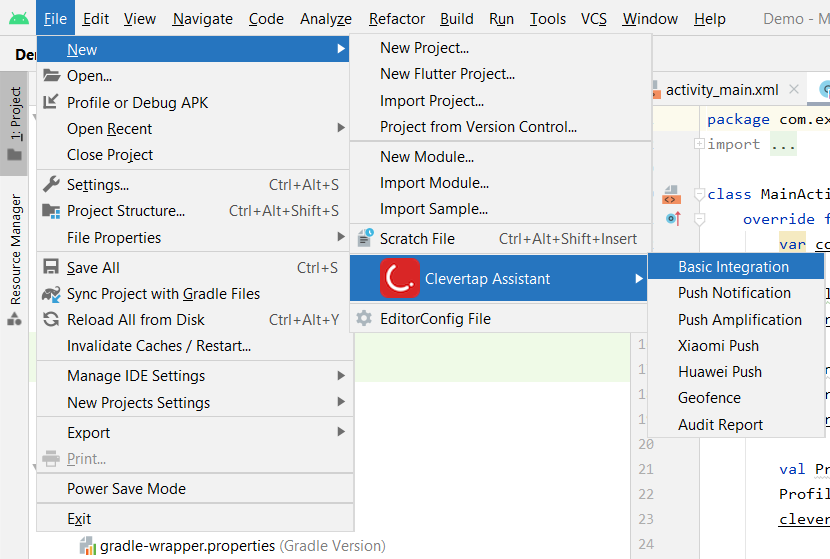 File Edit View Navigate Code Analyze Refactor Build Run Tools VCS Window Help Demo
1: Project
Resource Manager
New
Open...
Profile or Debug APK
Open Recent
Close Project
Settings... Ctrl+Alt+S
Project Structure... Ctrl+Alt+Shift+S
File Properties
Save All Ctrl+S
Sync Project with Gradle Files
Reload All from Disk Ctrl+Alt+Y
Invalidate Caches / Restart...
Manage IDE Settings
New Projects Settings
Export
Print...
Power Save Mode
Exit
gradle-wrapper.properties (Gradle Version)
New Project...
New Flutter Project...
Import Project...
Project from Version Control...
New Module...
Import Module...
Import Sample...
Scratch File Ctrl+Alt+Shift+Insert
Clevertap Assistant
EditorConfig File
Basic Integration
Push Notification
Push Amplification
Xiaomi Push
Huawei Push
Geofence
Audit Report
activity_main.xml
package com.ex
import ...
class MainActi
override f
var co
20
21 val Pr
22 Profil
23 clever